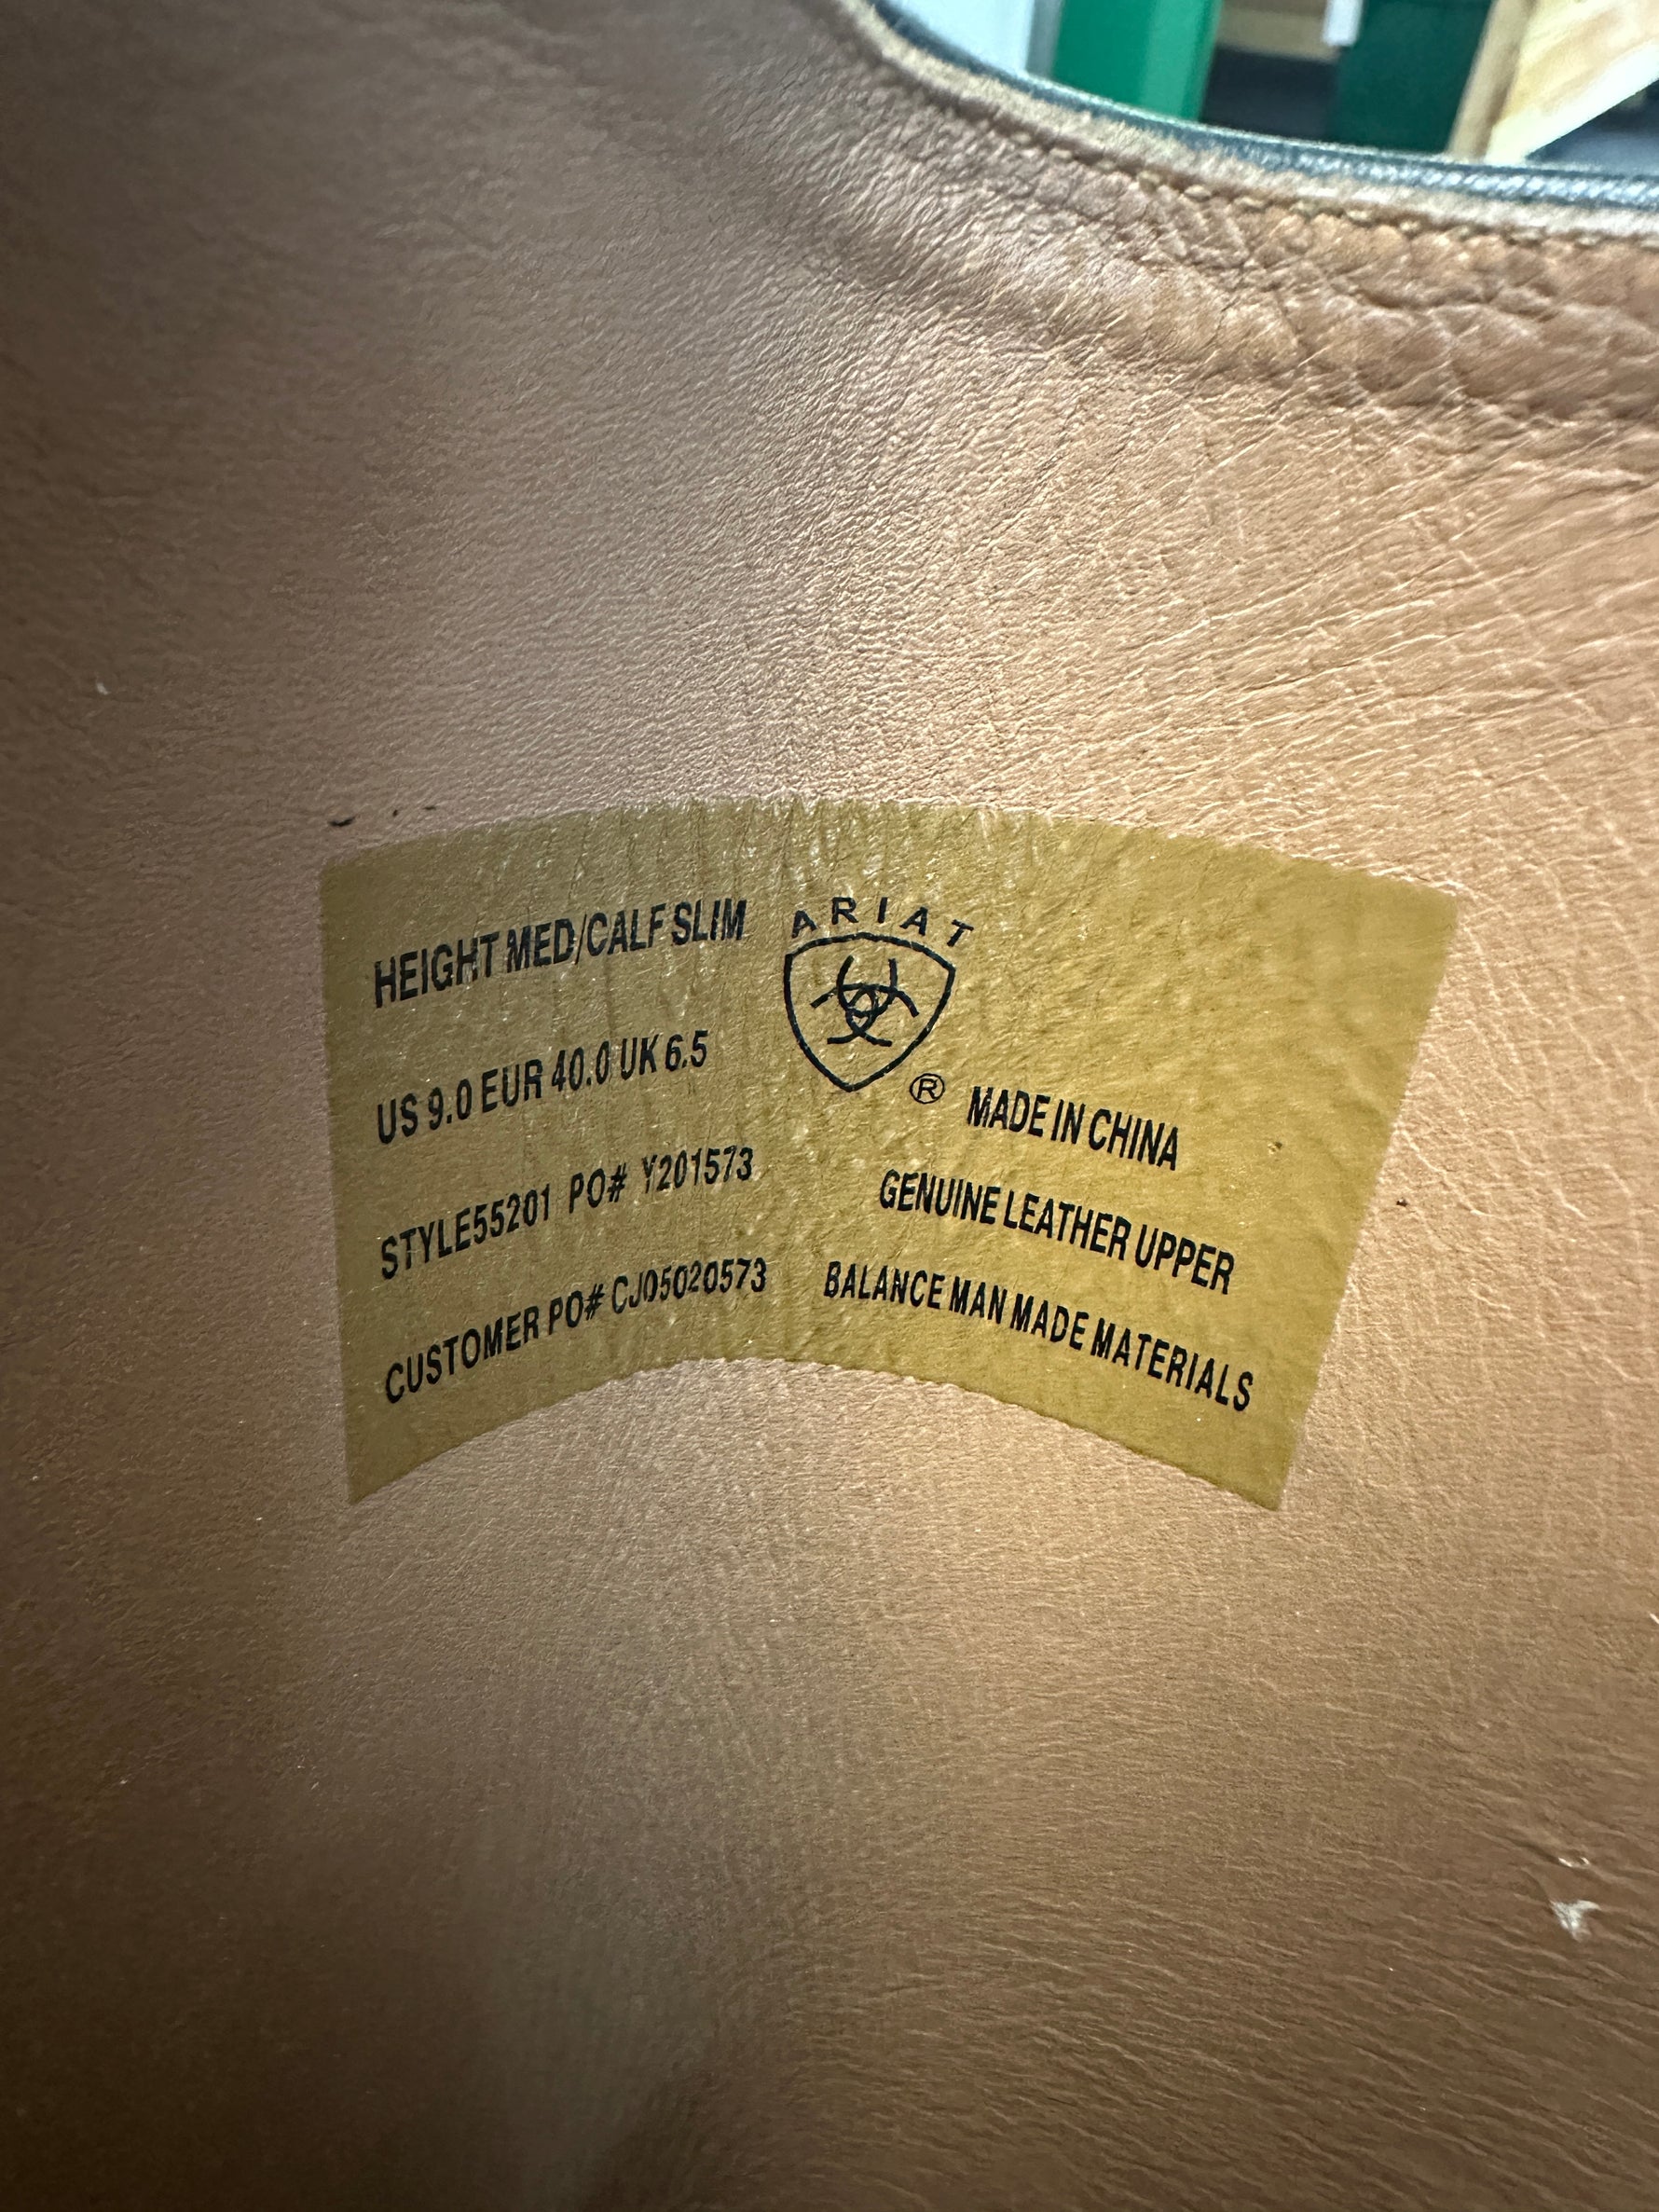 ARIAT
HEIGHT MED/CALF SLIM
US 9.0 EUR 40.0 UK 6.5
STYLE55201 PO# Y201573
CUSTOMER PO# CJ05020573
®
MADE IN CHINA
GENUINE LEATHER UPPER
BALANCE MAN MADE MATERIALS